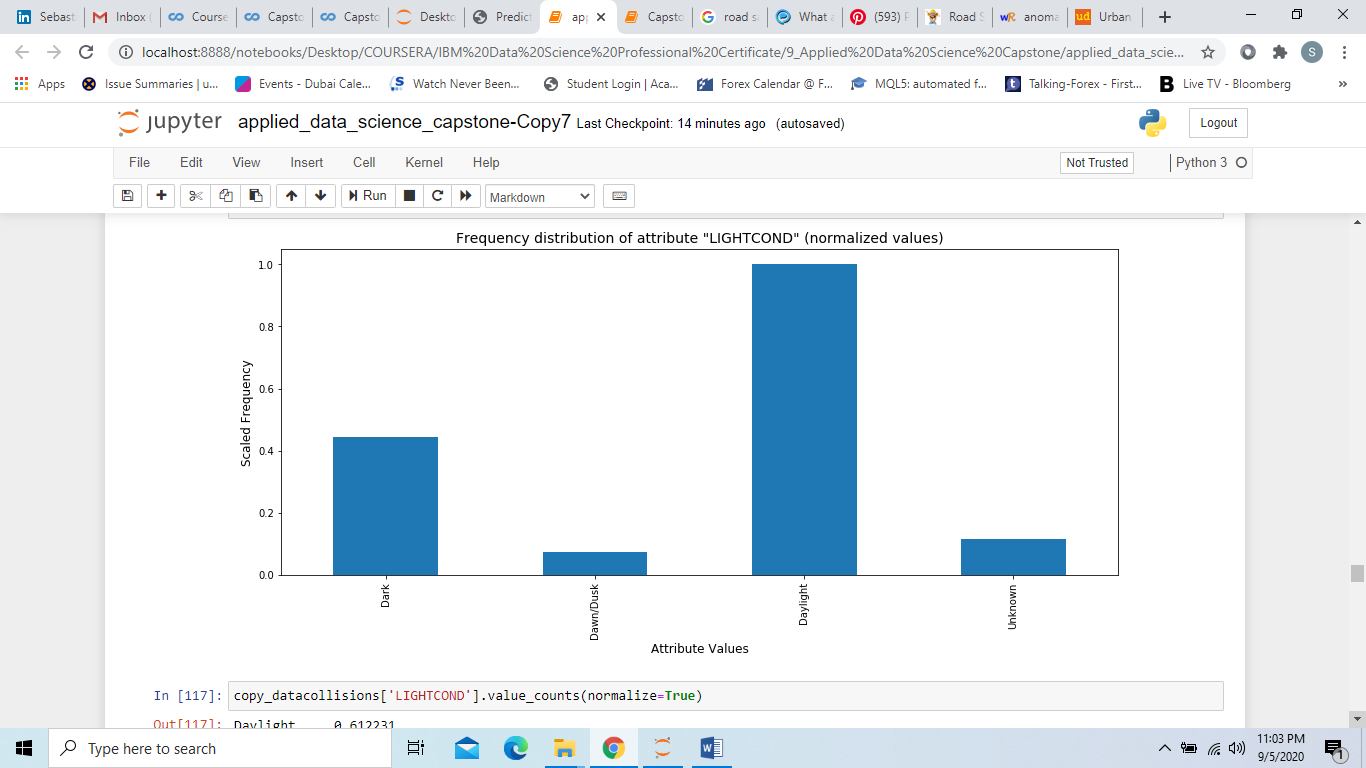 Sebast Inbox ( Course Capsto Capsto Deskto Predict ap Capsto road s What (593) F Road S anoma Urban
localhost:8888/notebooks/Desktop/COURSERA/IBM%20Data%20Science%20Professional%20Certificate/9_Applied%20Data%20Science%20Capstone/applied_data_scie... S
Apps Issue Summaries | u... Events - Dubai Cale... Watch Never Been... Student Login | Aca... Forex Calendar @ F... MQL5: automated f... Talking-Forex - First... Live TV - Bloomberg »
jupyter applied_data_science_capstone-Copy7 Last Checkpoint: 14 minutes ago (autosaved) Logout
File Edit View Insert Cell Kernel Help Not Trusted Python 3
Run Markdown
Frequency distribution of attribute "LIGHTCOND" (normalized values)
1.0
0.8
0.6
0.4
0.2
0.0
Scaled Frequency
Dark Dawn/Dusk Daylight Unknown
Attribute Values
In [117]: copy_datacollisions['LIGHTCOND'].value_counts(normalize=True)
Out[117]: Daylight 0.612231
Type here to search
11:03 PM
9/5/2020
1